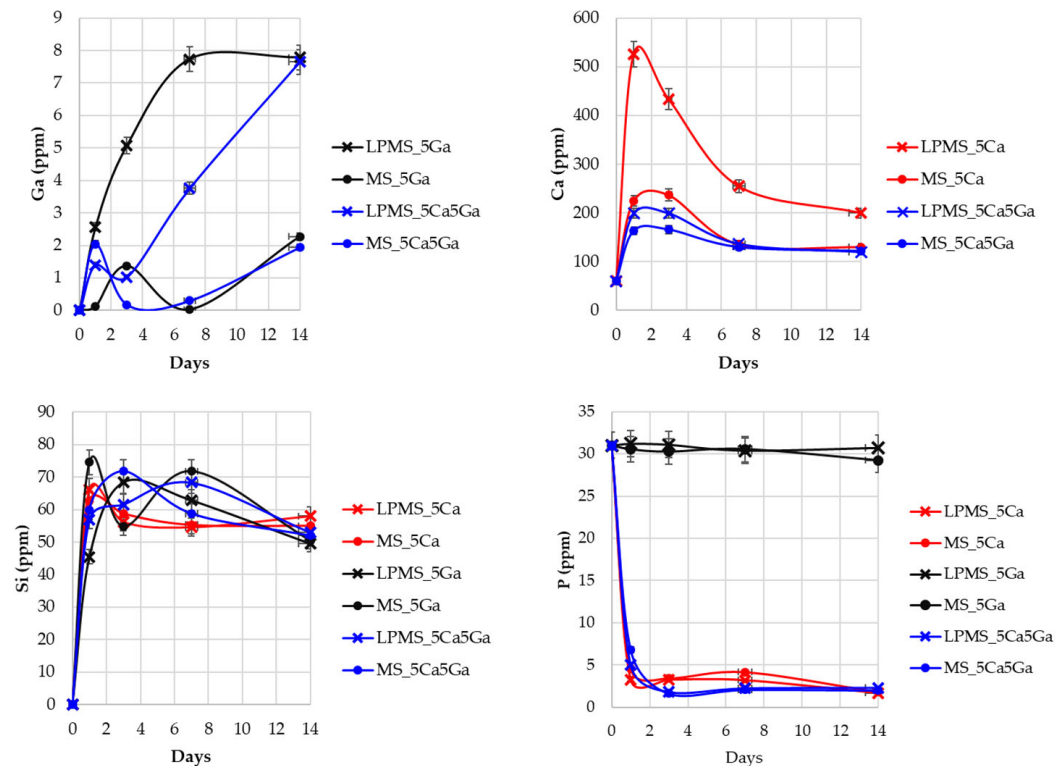 9
8
7
6
5
4
3
2
1
0
Ga (ppm)
0 2 4 6 8 10 12 14
Days
LPMS_5Ga
MS_5Ga
LPMS_5Ca5Ga
MS_5Ca5Ga
600
500
400
300
200
100
0
Ca (ppm)
0 2 4 6 8 10 12 14
Days
LPMS_5Ca
MS_5Ca
LPMS_5Ca5Ga
MS_5Ca5Ga
90
80
70
60
50
40
30
20
10
0
Si (ppm)
0 2 4 6 8 10 12 14
Days
LPMS_5Ca
MS_5Ca
LPMS_5Ga
MS_5Ga
LPMS_5Ca5Ga
MS_5Ca5Ga
35
30
25
20
15
10
5
0
P (ppm)
0 2 4 6 8 10 12 14
Days
LPMS_5Ca
MS_5Ca
LPMS_5Ga
MS_5Ga
LPMS_5Ca5Ga
MS_5Ca5Ga